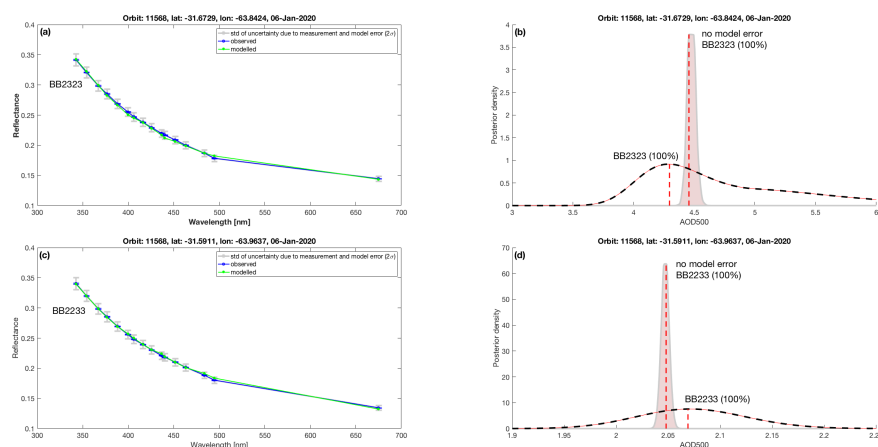 Orbit: 11568, lat: -31.6729, lon: -63.8424, 06-Jan-2020
(a)
std of uncertainty due to measurement and model error (2σ)
observed
modelled
BB2323
Reflectance
0.4
0.35
0.3
0.25
0.2
0.15
0.1
300 350 400 450 500 550 600 650 700
Wavelength [nm]
Orbit: 11568, lat: -31.6729, lon: -63.8424, 06-Jan-2020
(b)
no model error
BB2323 (100%)
BB2323 (100%)
Posterior density
4
3.5
3
2.5
2
1.5
1
0.5
0
3 3.5 4 4.5 5 5.5 6
AOD500
Orbit: 11568, lat: -31.5911, lon: -63.9637, 06-Jan-2020
(c)
std of uncertainty due to measurement and model error (2σ)
observed
modelled
BB2233
Reflectance
0.4
0.35
0.3
0.25
0.2
0.15
0.1
300 350 400 450 500 550 600 650 700
Wavelength [nm]
Orbit: 11568, lat: -31.5911, lon: -63.9637, 06-Jan-2020
(d)
no model error
BB2233 (100%)
BB2233 (100%)
Posterior density
70
60
50
40
30
20
10
0
1.9 1.95 2 2.05 2.1 2.15 2.2
AOD500